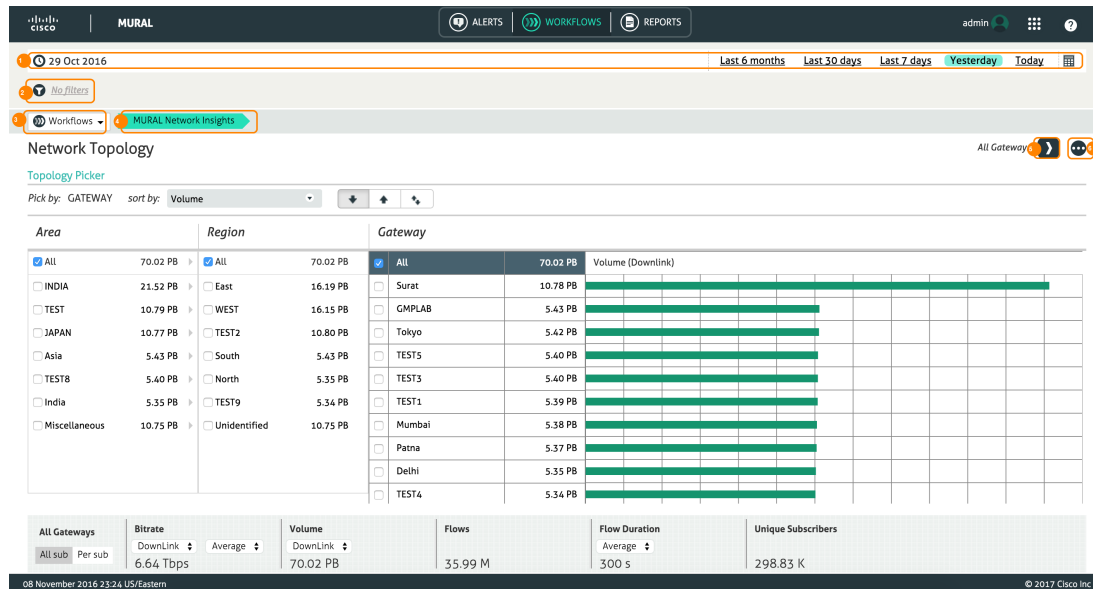 cisco MURAL ALERTS WORKFLOWS REPORTS admin ?
1 29 Oct 2016 Last 6 months Last 30 days Last 7 days Yesterday Today
2 No filters
3 Workflows 4 MURAL Network Insights
Network Topology All Gateway 5
Topology Picker
Pick by: GATEWAY sort by: Volume
Area Region Gateway
All 70.02 PB All 70.02 PB All 70.02 PB Volume (Downlink)
INDIA 21.52 PB East 16.19 PB Surat 10.78 PB
TEST 10.79 PB WEST 16.15 PB GMPLAB 5.43 PB
JAPAN 10.77 PB TEST2 10.80 PB Tokyo 5.42 PB
Asia 5.43 PB South 5.43 PB TEST5 5.40 PB
TEST8 5.40 PB North 5.35 PB TEST3 5.40 PB
India 5.35 PB TEST9 5.34 PB TEST1 5.39 PB
Miscellaneous 10.75 PB Unidentified 10.75 PB Mumbai 5.38 PB
Patna 5.37 PB
Delhi 5.35 PB
TEST4 5.34 PB
All Gateways Bitrate Volume Flows Flow Duration Unique Subscribers
All sub Per sub DownLink Average DownLink Average
6.64 Tbps 70.02 PB 35.99 M 300 s 298.83 K
08 November 2016 23:24 US/Eastern © 2017 Cisco Inc